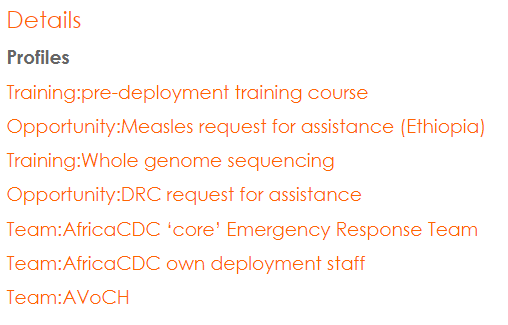 Details
Profiles
Training:pre-deployment training course
Opportunity:Measles request for assistance (Ethiopia)
Training:Whole genome sequencing
Opportunity:DRC request for assistance
Team:AfricaCDC ‘core’ Emergency Response Team
Team:AfricaCDC own deployment staff
Team:AVoCH